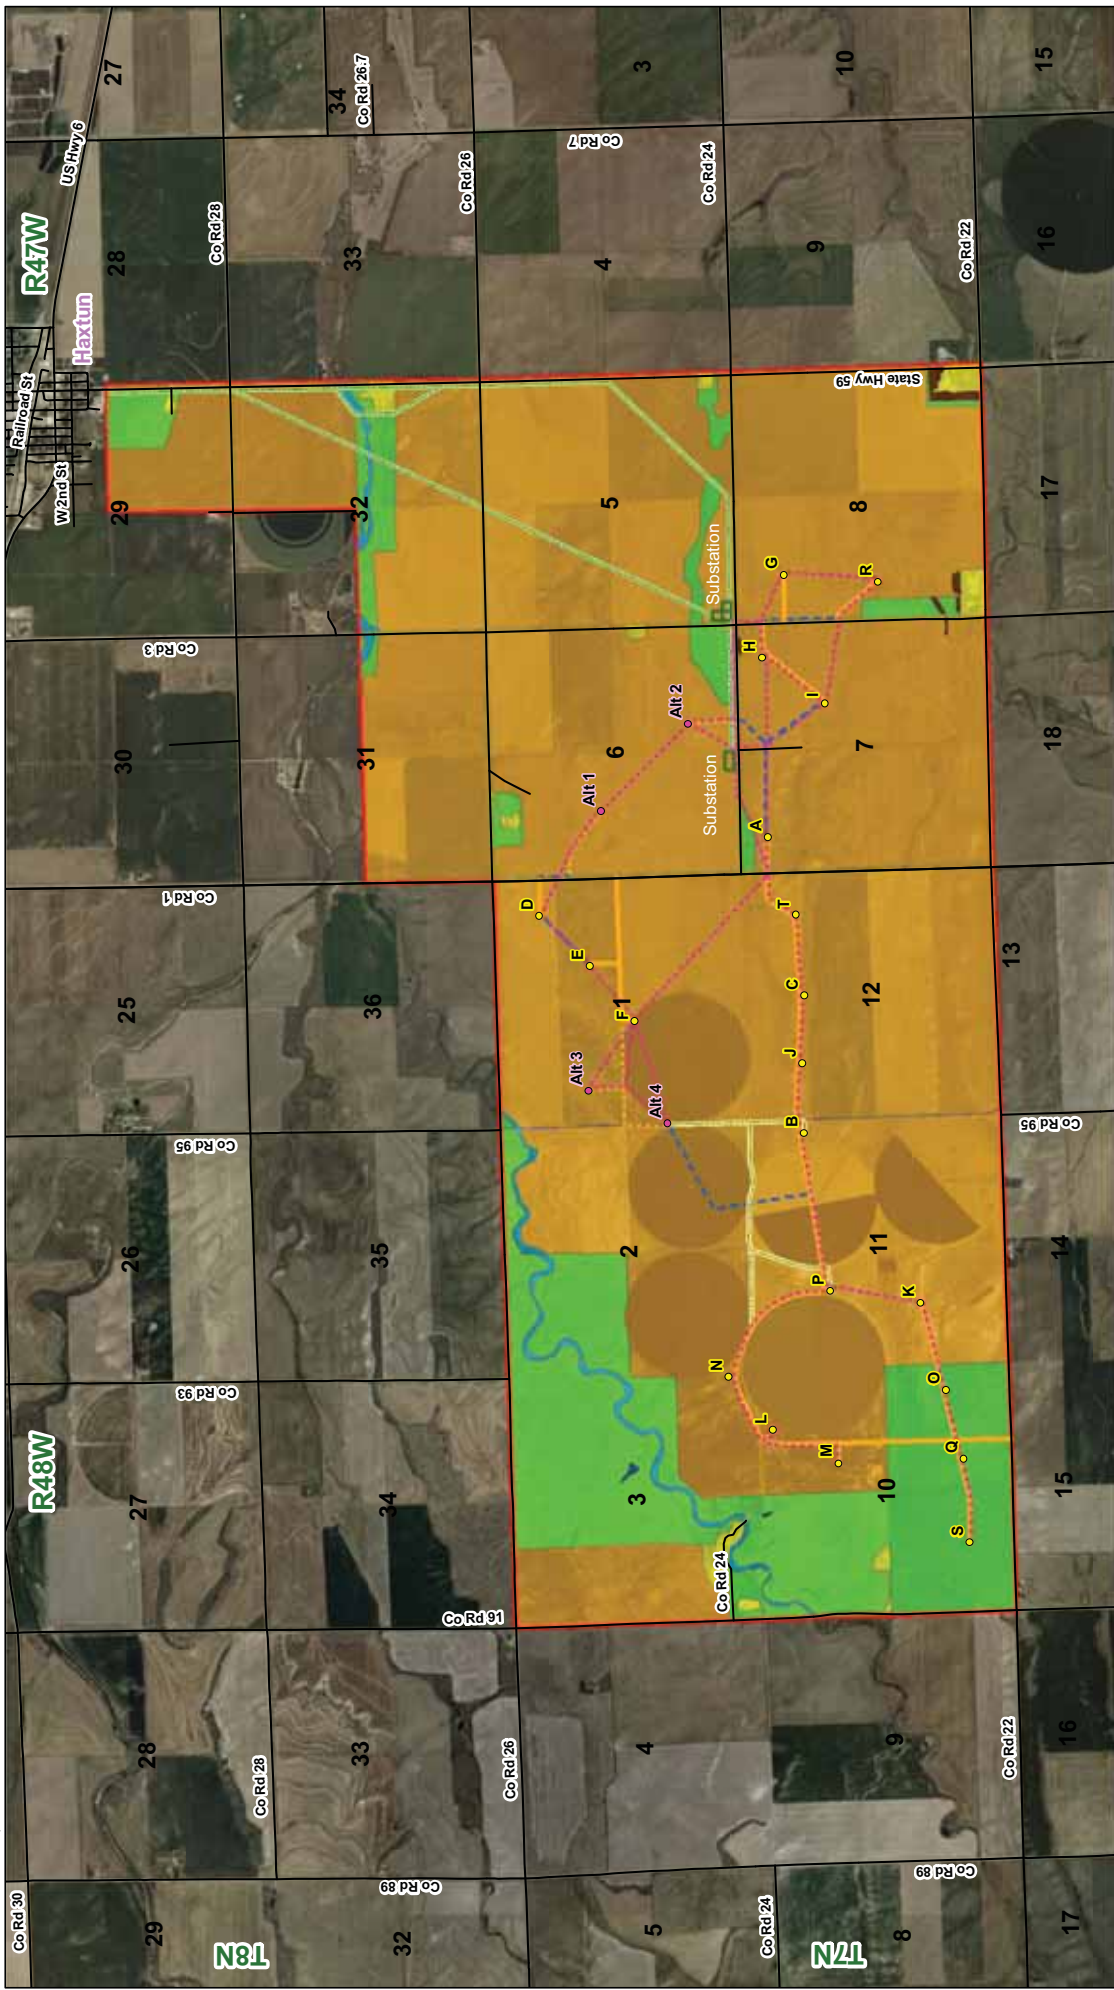 27
US Hwy 6
R47W
28
Haxtun
Railroad St
W 2nd St
29
30
25
26
R48W
27
28
Co Rd 30
29
T8N
34
Co Rd 26.7
Co Rd 28
33
32
Co Rd 3
31
Co Rd 1
36
Co Rd 95
35
Co Rd 93
34
Co Rd 91
33
Co Rd 28
Co Rd 89
32
3
Co Rd 7
Co Rd 26
4
Co Rd 24
5
6
Alt 1
Alt 2
Substation
Substation
D
E
F
1
Alt 3
Alt 4
2
3
Co Rd 24
Co Rd 26
4
5
Co Rd 24
T7N
10
9
Co Rd 22
State Hwy 59
8
G
R
H
I
7
A
T
C
J
B
12
11
P
K
N
L
M
O
Q
S
10
9
Co Rd 22
Co Rd 89
8
15
16
17
18
13
Co Rd 95
14
15
16
17